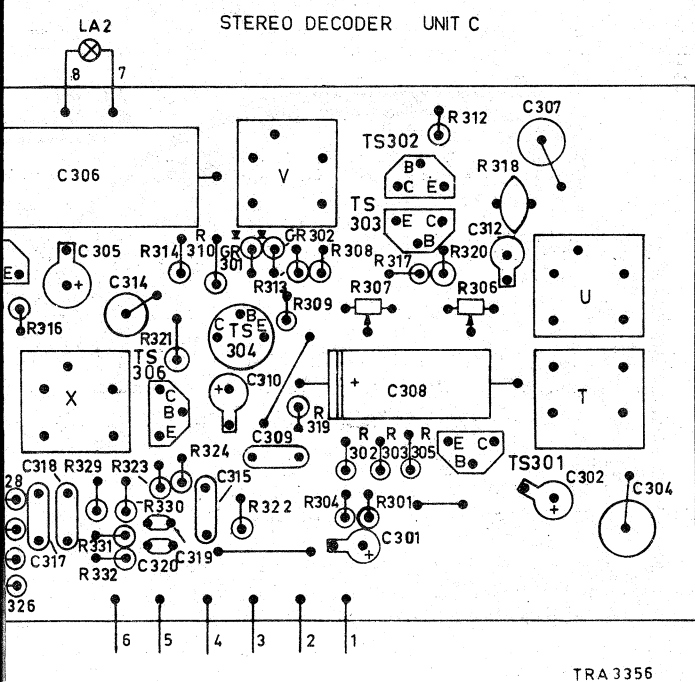 STEREO DECODER UNIT C
LA2
8 7
C306
V
R312
C307
TS302
B
C E
R318
TS
303
E C
B
C312
C305
+
E
R314
R
310
GR
301
GR302
R308
R313
R317
R320
C314
R309
R307
R306
U
R316
R321
TS
306
C
B
E
C B E
TS
304
X
+
C310
+
C308
T
R
319
C309
R
302
R
303
R
305
E C
B
TS301
28
C318
R329
R323
R324
C315
R322
R304
R301
C302
+
C304
R330
R331
R332
C317
C320
C319
C301
+
326
6 5 4 3 2 1
TRA3356